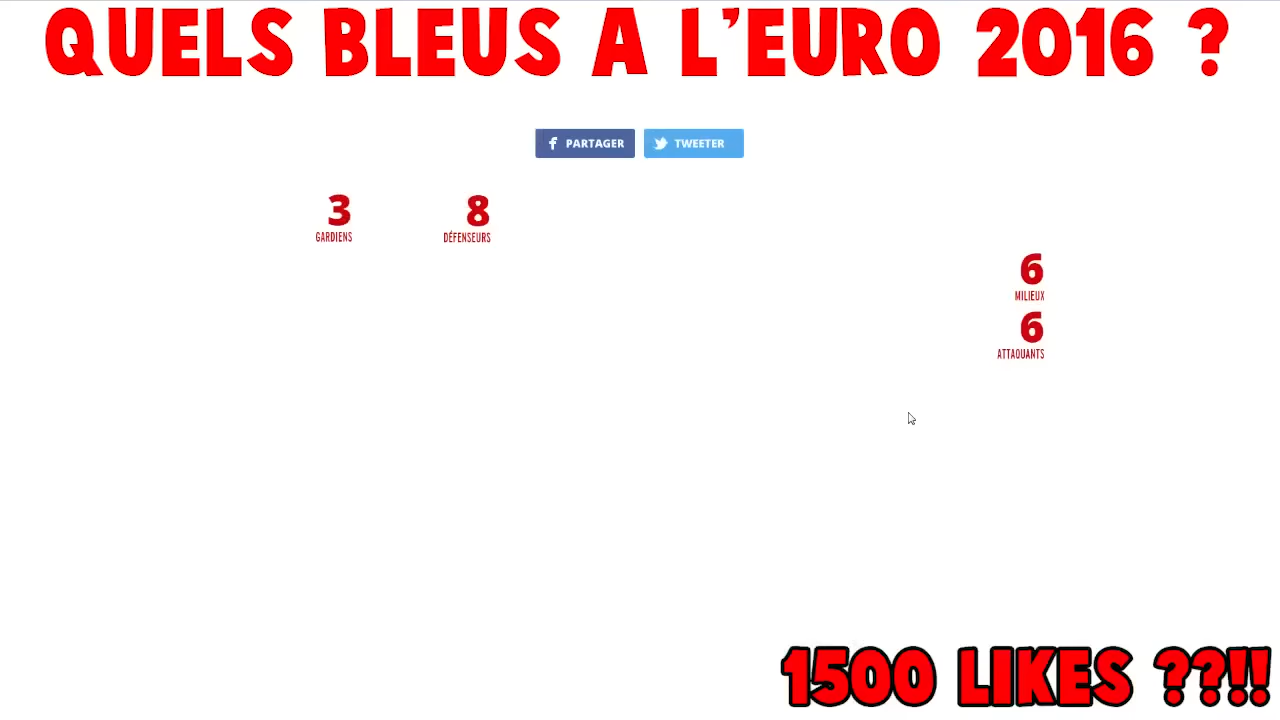 QUELS BLEUS A L'EURO 2016 ?
PARTAGER
TWEETER
3
GARDIENS
8
DÉFENSEURS
6
MILIEUX
6
ATTAQUANTS
1500 LIKES ??!!